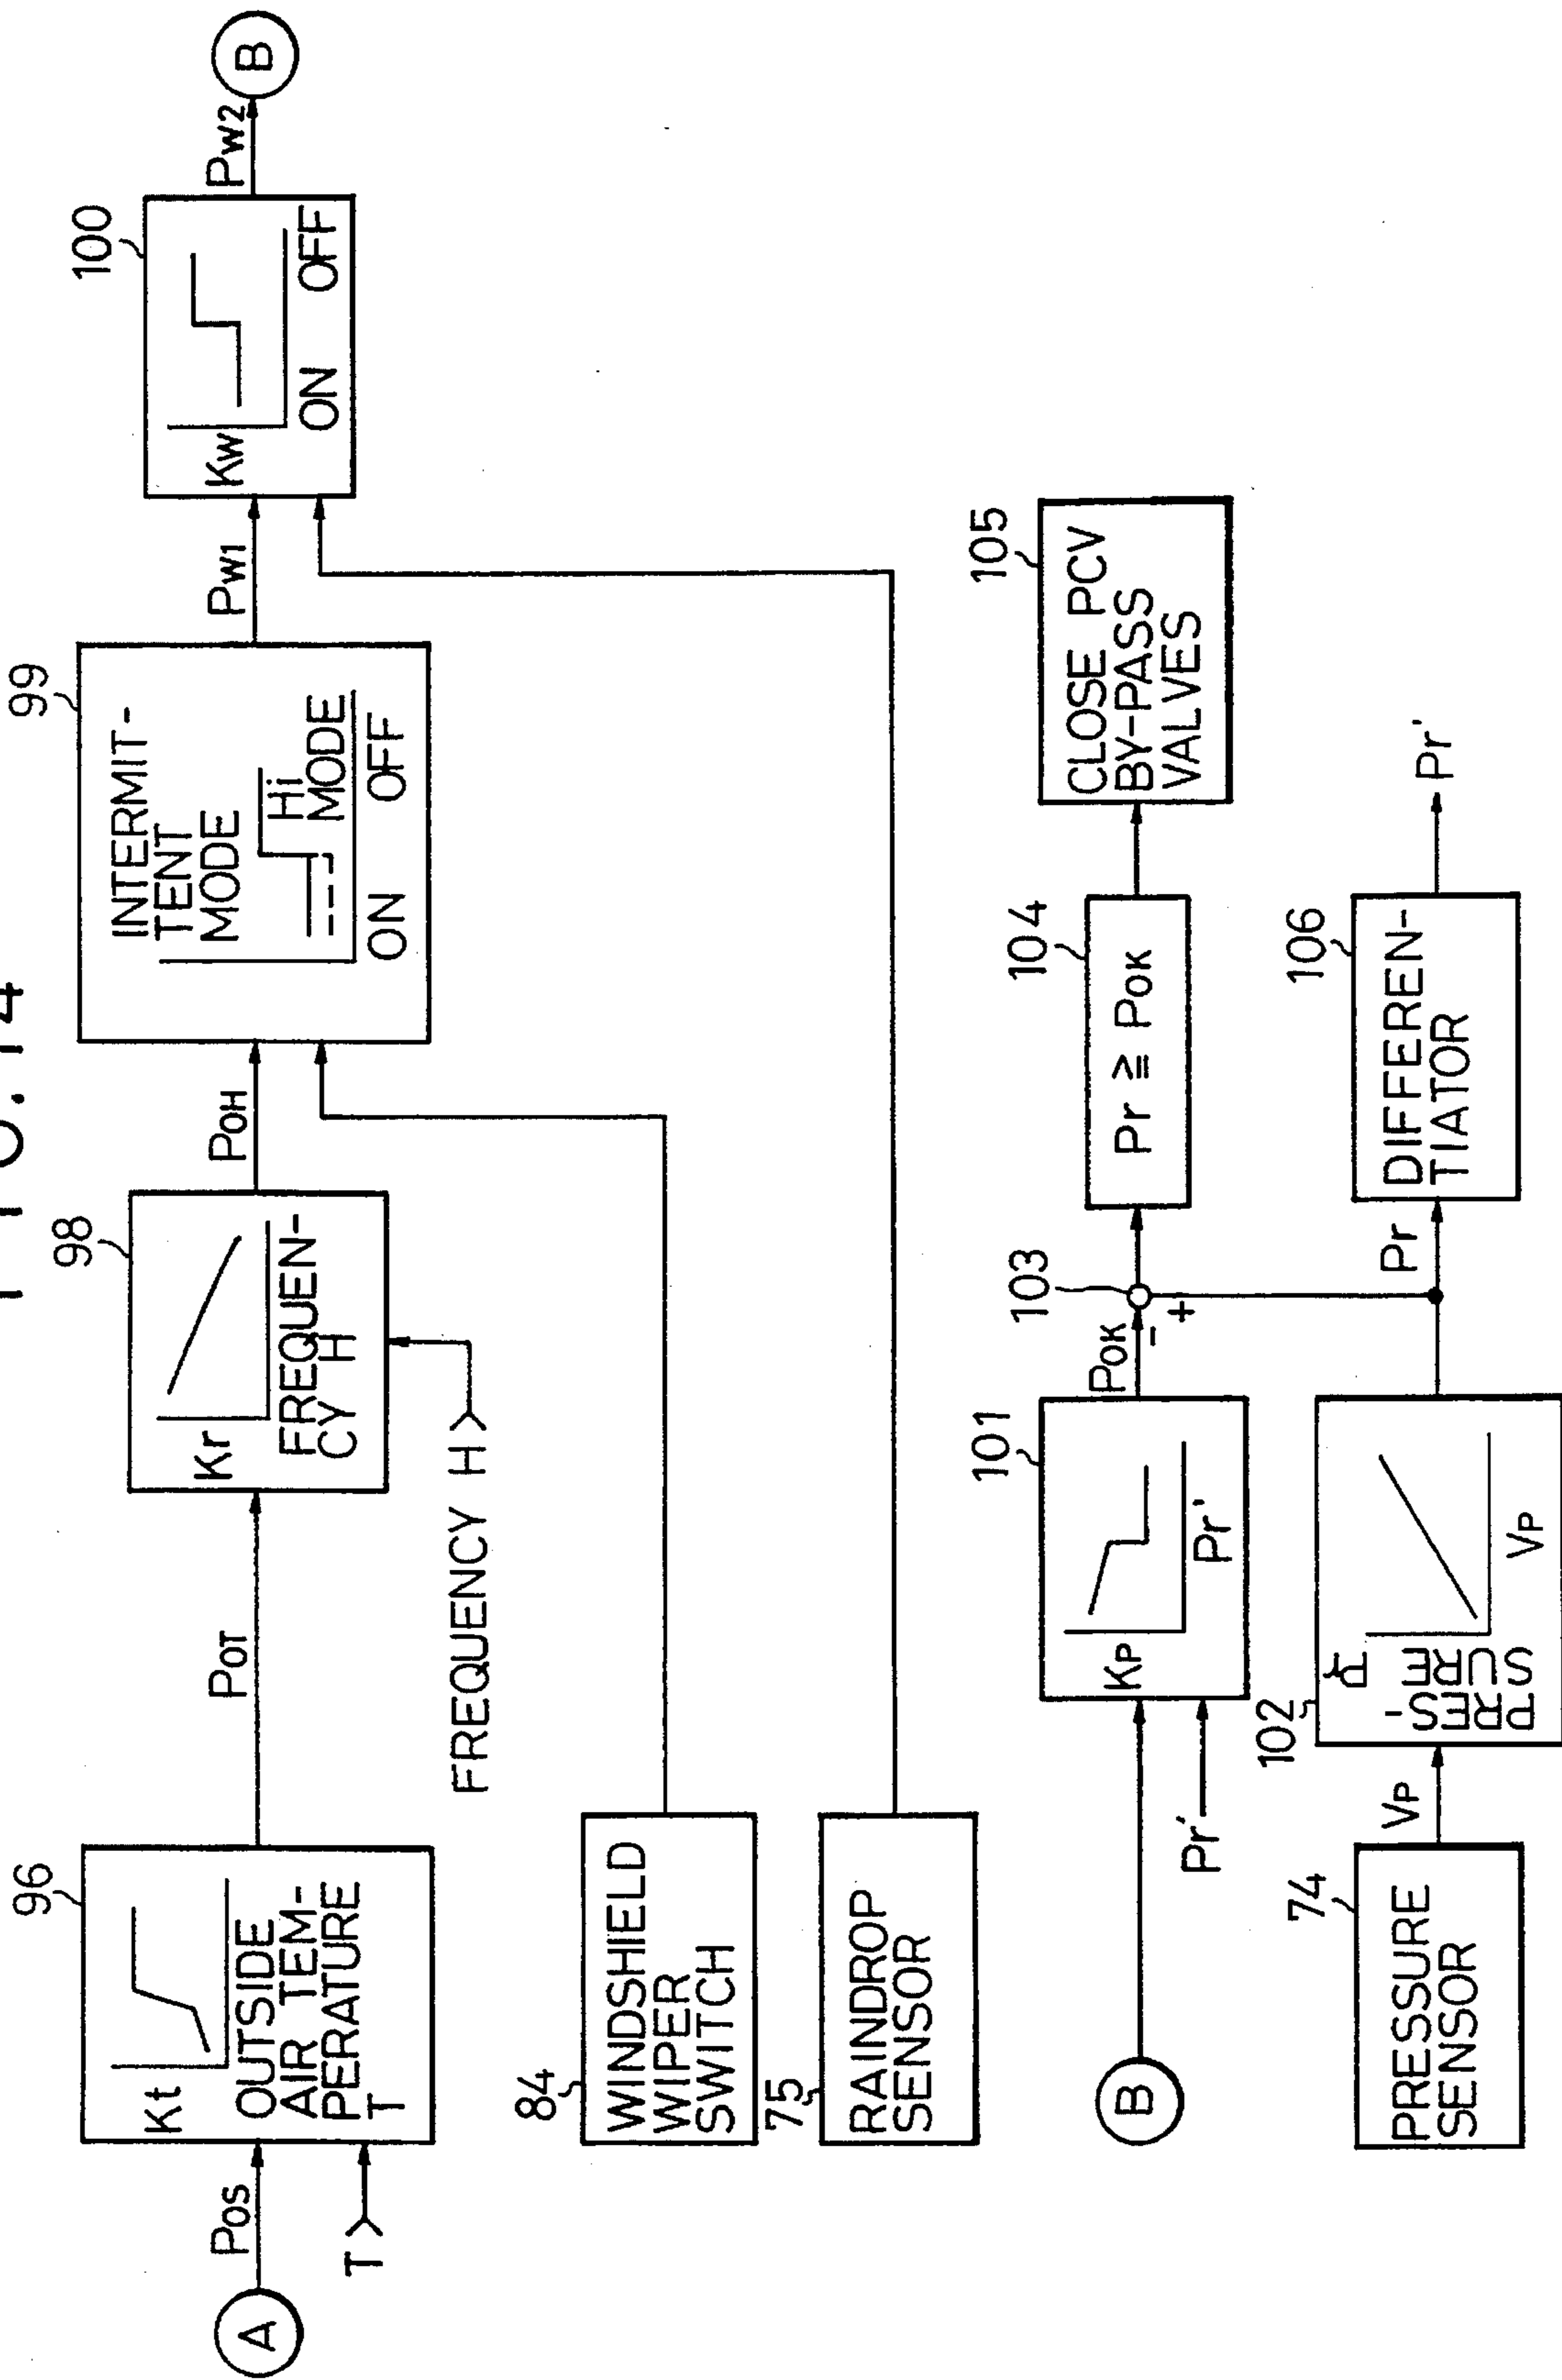 FIG.14
A
POS
T
96
Kt
OUTSIDE
AIR TEM-
PERATURE
T
POT
98
Kr
FREQUEN-
CY H
FREQUENCY H
POH
99
INTERMIT-
TENT
MODE
Hi
MODE
ON OFF
PW1
100
KW
ON OFF
PW2
B
84
WINDSHIELD
WIPER
SWITCH
75
RAINDROP
SENSOR
B
Pr'
101
KP
Pr'
POK
-
+
103
104
Pr ≧ POK
105
CLOSE PCV
BY-PASS
VALVES
74
PRESSURE
SENSOR
VP
102
PRES-
SURE
Pr
VP
Pr
106
DIFFEREN-
TIATOR
Pr'